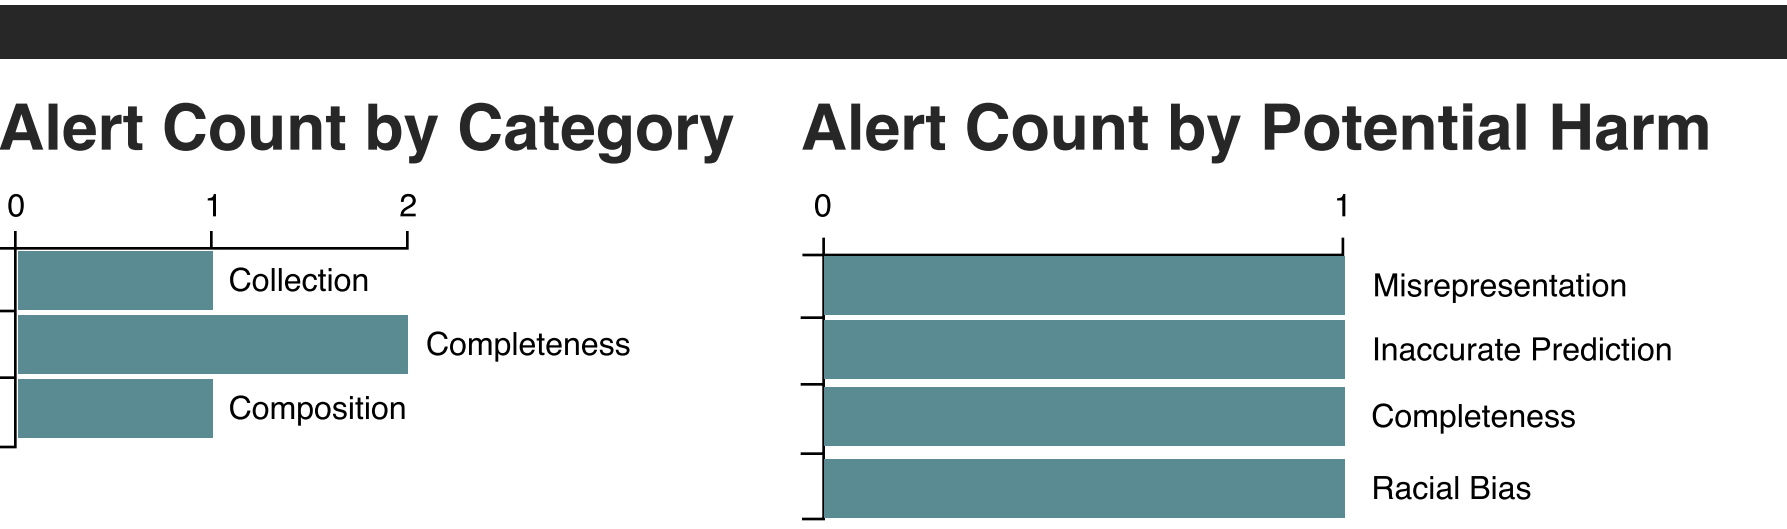 Alert Count by Category
0 1 2
Collection
Completeness
Composition
Alert Count by Potential Harm
0 1
Misrepresentation
Inaccurate Prediction
Completeness
Racial Bias